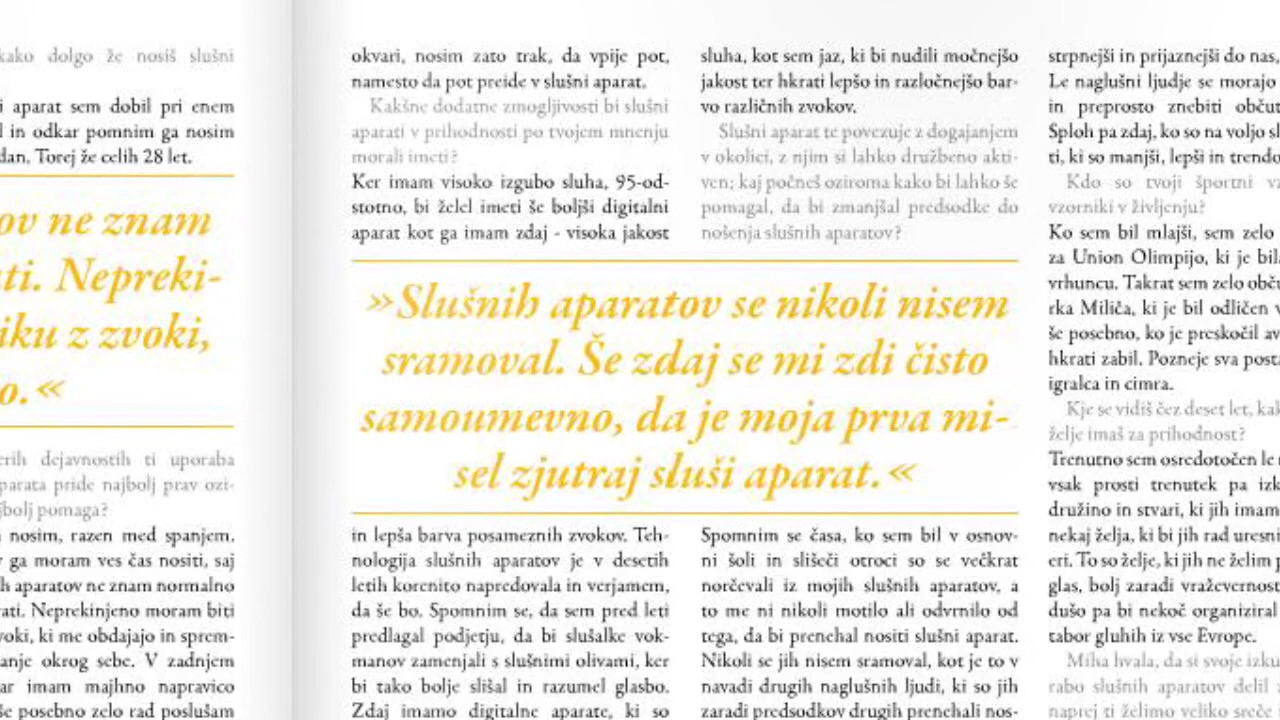 kako dolgo že nosiš slušni
i aparat sem dobil pri enem
l in odkar pomnim ga nosim
dan. Torej že celih 28 let.
ov ne znam
ti. Nepreki-
iku z zvoki,
o.«
erih dejavnostih ti uporaba
parata pride najbolj prav ozi-
jbolj pomaga?
nosim, razen med spanjem.
ga moram ves čas nositi, saj
h aparatov ne znam normalno
ati. Neprekinjeno moram biti
voki, ki me obdajajo in sprem-
anje okrog sebe. V zadnjem
ar imam majhno napravico
še posebno zelo rad poslušam
okvari, nosim zato trak, da vpije pot,
namesto da pot preide v slušni aparat.
Kakšne dodatne zmogljivosti bi slušni
aparati v prihodnosti po tvojem mnenju
morali imeti?
Ker imam visoko izgubo sluha, 95-od-
stotno, bi želel imeti še boljši digitalni
aparat kot ga imam zdaj - visoka jakost
sluha, kot sem jaz, ki bi nudili močnejšo
jakost ter hkrati lepšo in razločnejšo bar-
vo različnih zvokov.
Slušni aparat te povezuje z dogajanjem
v okolici, z njim si lahko družbeno akti-
ven; kaj počneš oziroma kako bi lahko še
pomagal, da bi zmanjšal predsodke do
nošenja slušnih aparatov?
»Slušnih aparatov se nikoli nisem
sramoval. Še zdaj se mi zdi čisto
samoumevno, da je moja prva mi-
sel zjutraj sluši aparat.«
in lepša barva posameznih zvokov. Teh-
nologija slušnih aparatov je v desetih
letih korenito napredovala in verjamem,
da še bo. Spomnim se, da sem pred leti
predlagal podjetju, da bi slušalke vok-
manov zamenjali s slušnimi olivami, ker
bi tako bolje slišal in razumel glasbo.
Zdaj imamo digitalne aparate, ki so
Spomnim se časa, ko sem bil v osnov-
ni šoli in slišeči otroci so se večkrat
norčevali iz mojih slušnih aparatov, a
to me ni nikoli motilo ali odvrnilo od
tega, da bi prenehal nositi slušni aparat.
Nikoli se jih nisem sramoval, kot je to v
navadi drugih naglušnih ljudi, ki so jih
zaradi predsodkov drugih prenehali nos-
strpnejši in prijaznejši do nas,
Le naglušni ljudje se morajo
in preprosto znebiti občut
Sploh pa zdaj, ko so na voljo sl
ti, ki so manjši, lepši in trendo
Kdo so tvoji športni vz
vzorniki v življenju?
Ko sem bil mlajši, sem zelo
za Union Olimpijo, ki je bila
vrhuncu. Takrat sem zelo obču
rka Miliča, ki je bil odličen v
še posebno, ko je preskočil av
hkrati zabil. Pozneje sva posta
igralca in cimra.
Kje se vidiš čez deset let, kak
želje imaš za prihodnost?
Trenutno sem osredotočen le n
vsak prosti trenutek pa izk
družino in stvari, ki jih imam
nekaj želja, ki bi jih rad uresni
eri. To so želje, ki jih ne želim p
glas, bolj zaradi vraževernost
dušo pa bi nekoč organiziral
tabor gluhih iz vse Evrope.
Miha hvala, da si svoje izku
rabo slušnih aparatov delil
naprej ti želimo veliko sreče